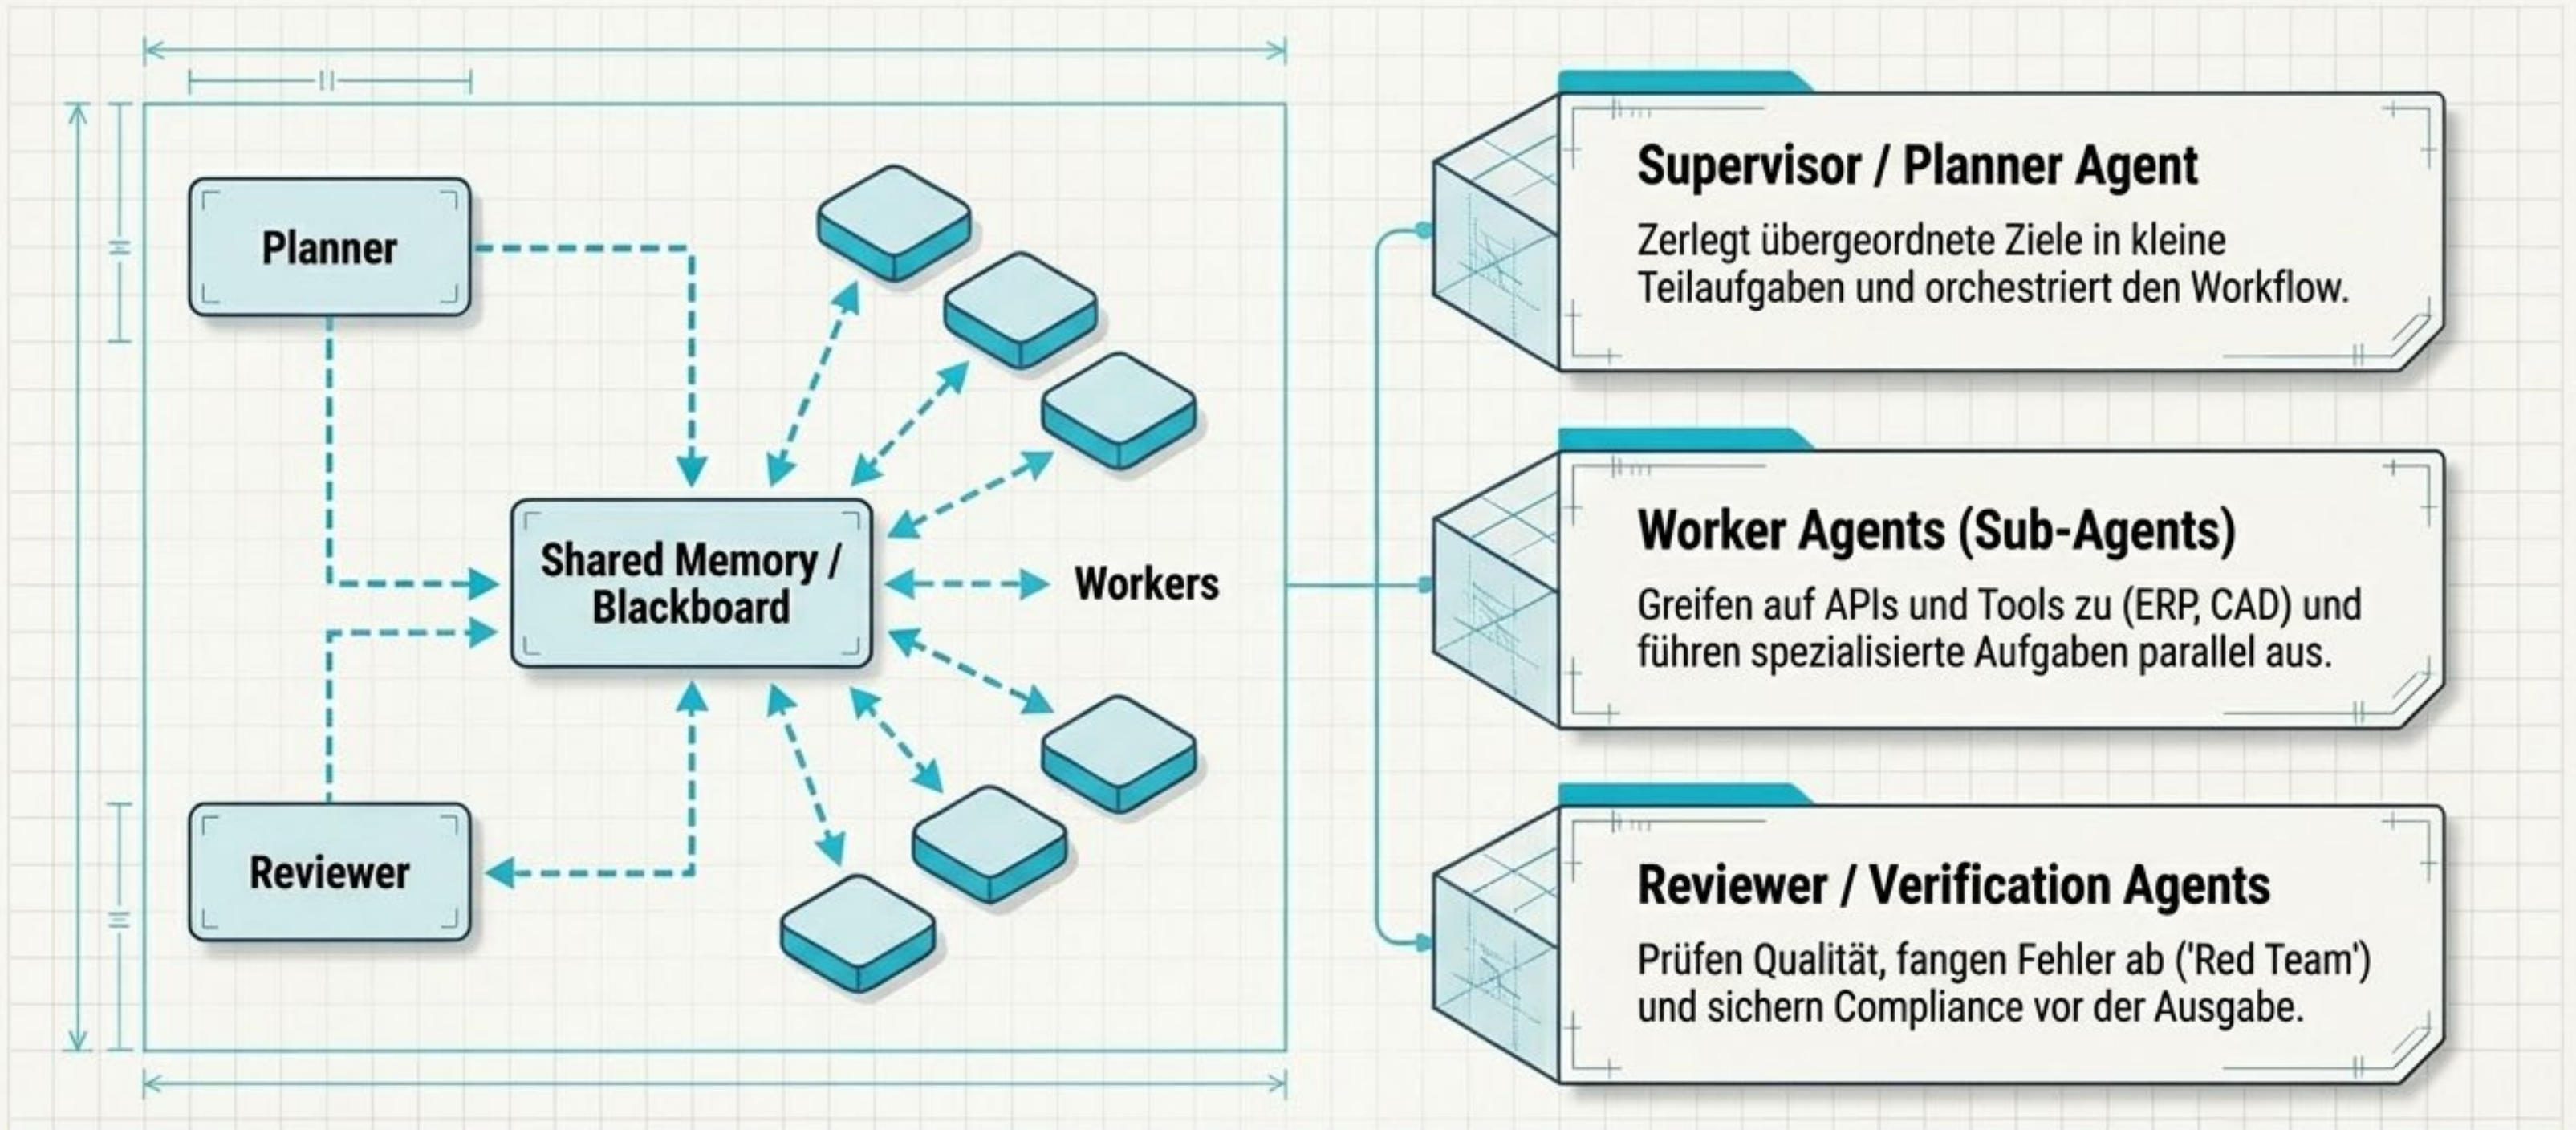 Planner
Shared Memory /
Blackboard
Workers
Reviewer
Supervisor / Planner Agent
Zerlegt übergeordnete Ziele in kleine
Teilaufgaben und orchestriert den Workflow.
Worker Agents (Sub-Agents)
Greifen auf APIs und Tools zu (ERP, CAD) und
führen spezialisierte Aufgaben parallel aus.
Reviewer / Verification Agents
Prüfen Qualität, fangen Fehler ab ('Red Team')
und sichern Compliance vor der Ausgabe.